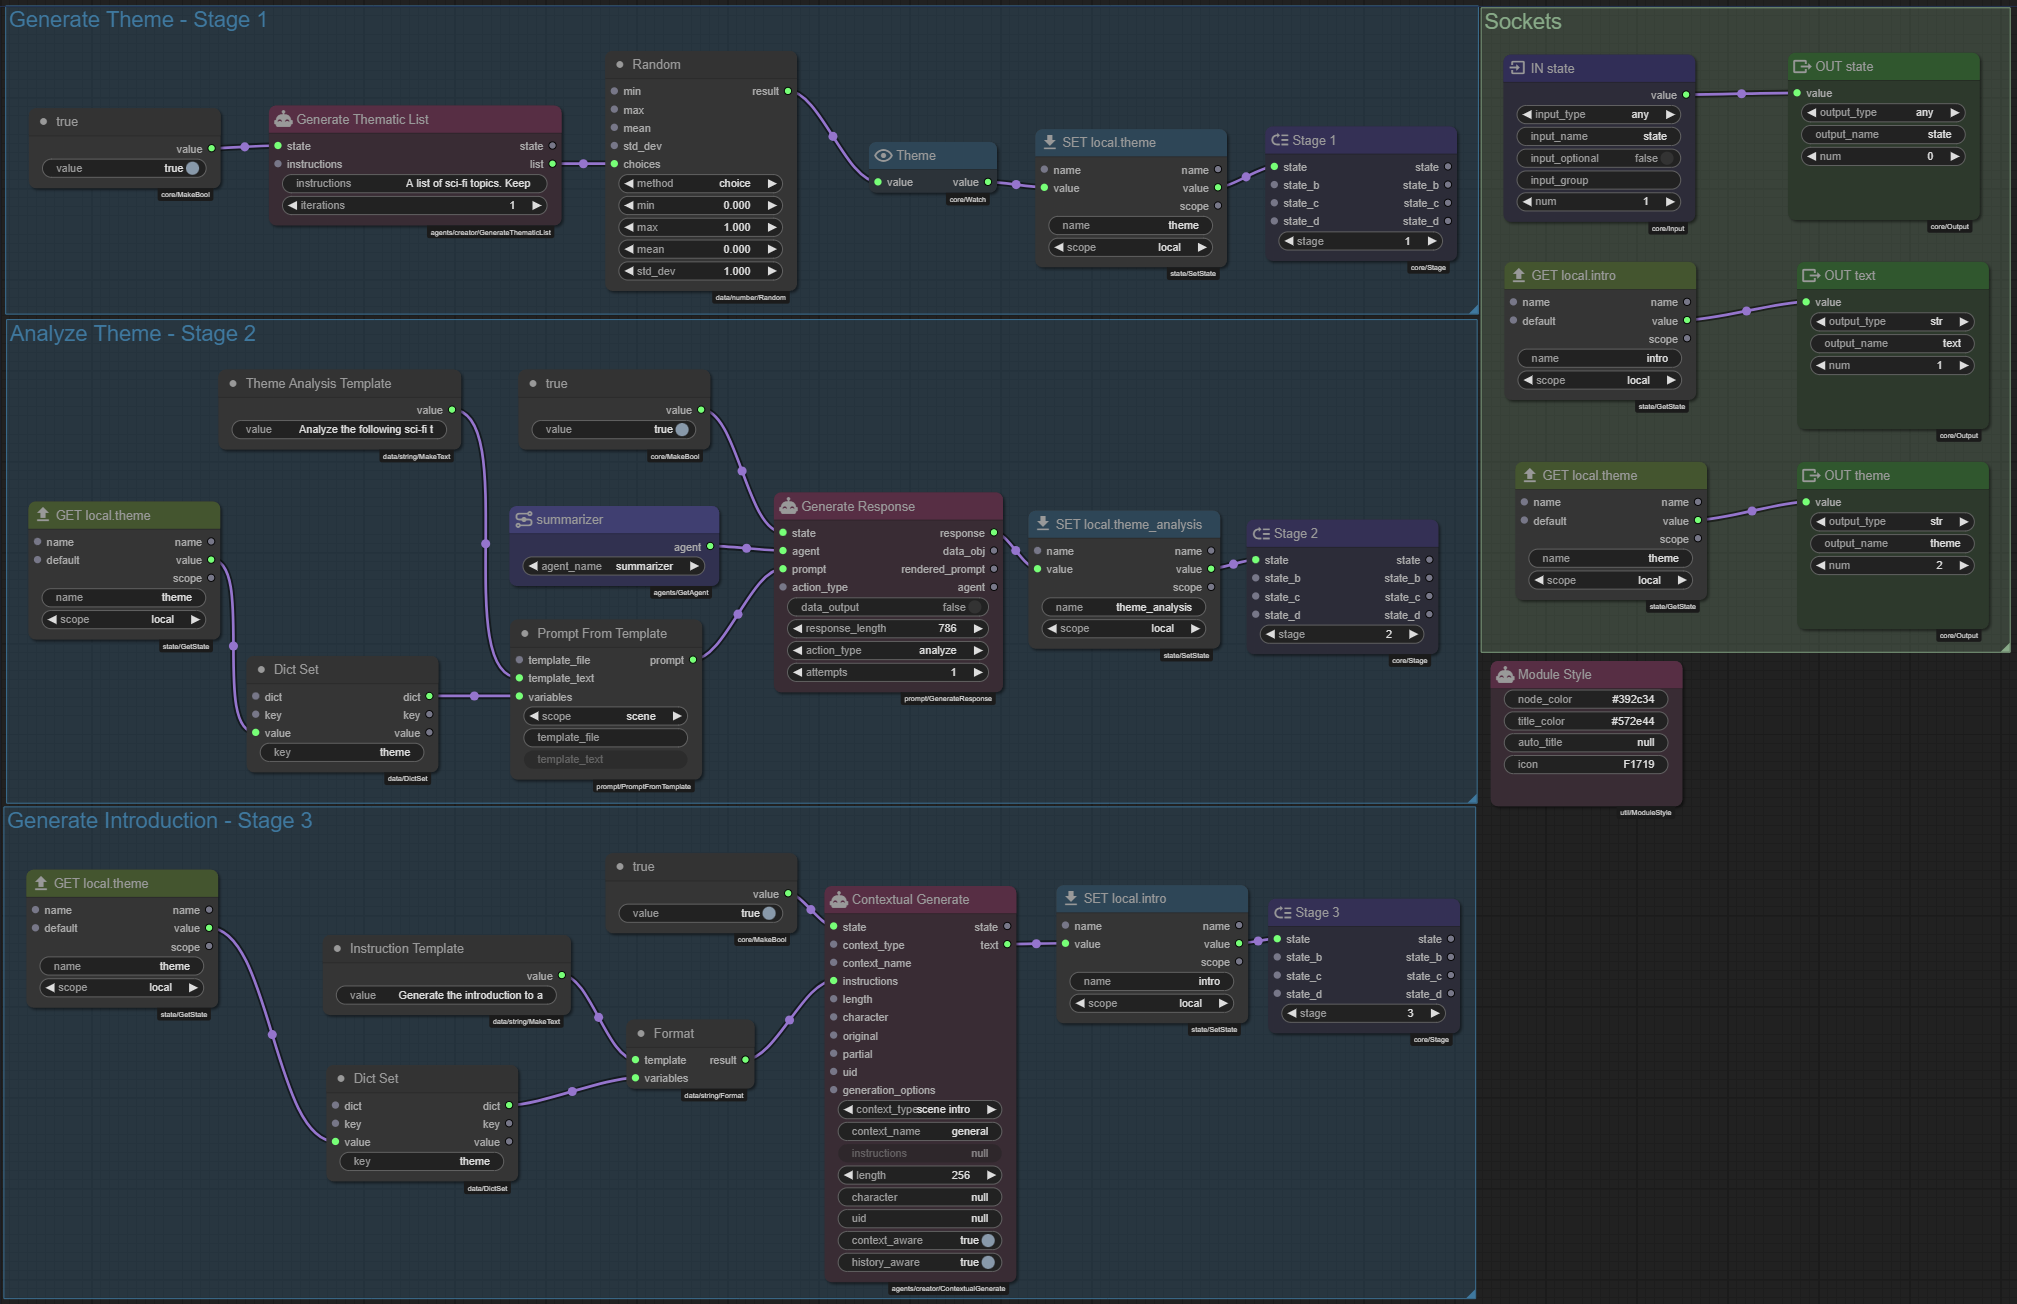 Generate Theme - Stage 1
true
value
value true
core/MakeBool
Generate Thematic List
state state
instructions list
instructions A list of sci-fi topics. Keep
iterations 1
agents/creator/GenerateThematicList
Random
min result
max
mean
std_dev
choices
method choice
min 0.000
max 1.000
mean 0.000
std_dev 1.000
data/number/Random
Theme
value value
core/Watch
SET local.theme
name name
value value
scope
name theme
scope local
state/SetState
Stage 1
state state
state_b state_b
state_c state_c
state_d state_d
stage 1
core/Stage
Analyze Theme - Stage 2
Theme Analysis Template
value
value Analyze the following sci-fi t
data/string/MakeText
true
value
value true
core/MakeBool
GET local.theme
name name
default value
scope
name theme
scope local
state/GetState
Dict Set
dict dict
key key
value value
key theme
data/DictSet
summarizer
agent
agent_name summarizer
agents/GetAgent
Prompt From Template
template_file prompt
template_text
variables
scope scene
template_file
template_text
prompt/PromptFromTemplate
Generate Response
state response
agent data_obj
prompt rendered_prompt
action_type agent
data_output false
response_length 786
action_type analyze
attempts 1
prompt/GenerateResponse
SET local.theme_analysis
name name
value value
scope
name theme_analysis
scope local
state/SetState
Stage 2
state state
state_b state_b
state_c state_c
state_d state_d
stage 2
core/Stage
Generate Introduction - Stage 3
GET local.theme
name name
default value
scope
name theme
scope local
state/GetState
Instruction Template
value
value Generate the introduction to a
data/string/MakeText
Dict Set
dict dict
key key
value value
key theme
data/DictSet
true
value
value true
core/MakeBool
Format
template result
variables
data/string/Format
Contextual Generate
state state
context_type text
context_name
instructions
length
character
original
partial
uid
generation_options
context_type scene intro
context_name general
instructions null
length 256
character null
uid null
context_aware true
history_aware true
agents/creator/ContextualGenerate
SET local.intro
name name
value value
scope
name intro
scope local
state/SetState
Stage 3
state state
state_b state_b
state_c state_c
state_d state_d
stage 3
core/Stage
Sockets
IN state
value
input_type any
input_name state
input_optional false
input_group
num 1
core/Input
OUT state
value
output_type any
output_name state
num 0
core/Output
GET local.intro
name name
default value
scope
name intro
scope local
state/GetState
OUT text
value
output_type str
output_name text
num 1
core/Output
GET local.theme
name name
default value
scope
name theme
scope local
state/GetState
OUT theme
value
output_type str
output_name theme
num 2
core/Output
Module Style
node_color #392c34
title_color #572e44
auto_title null
icon F1719
util/ModuleStyle